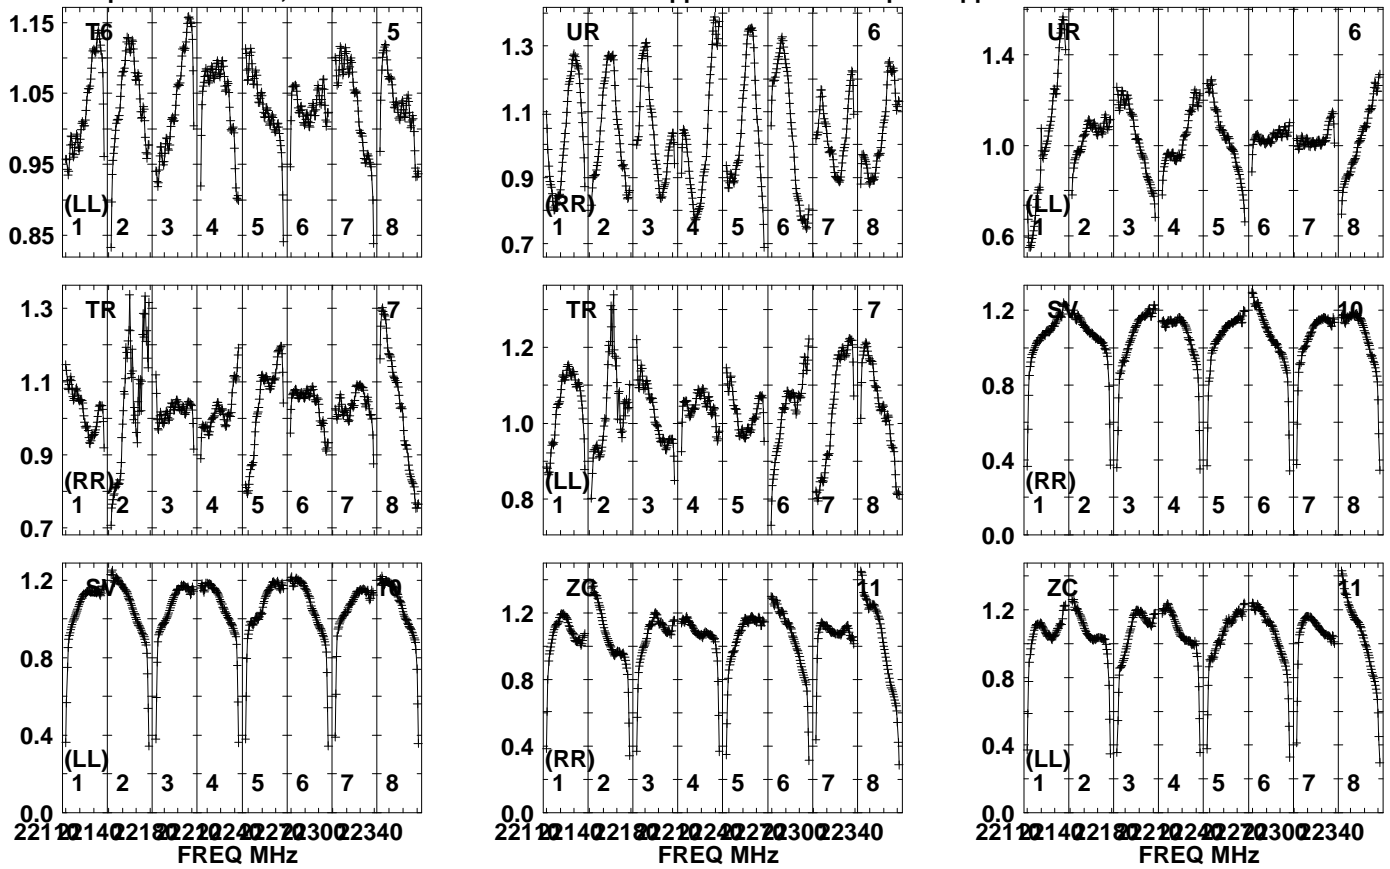 1.15 T6 5
1.05
0.95
(LL)
0.85 1 2 3 4 5 6 7 8
1.3 UR 6
1.1
0.9
(RR)
0.7 1 2 3 4 5 6 7 8
1.4 UR 6
1.0
(LL)
0.6 1 2 3 4 5 6 7 8
1.3 TR 7
1.1
0.9
(RR)
0.7 1 2 3 4 5 6 7 8
1.2 TR 7
1.0
0.8 (LL)
1 2 3 4 5 6 7 8
1.2 SV 10
0.8
0.4 (RR)
0.0 1 2 3 4 5 6 7 8
1.2 SV 10
0.8
0.4
(LL)
0.0 1 2 3 4 5 6 7 8
1.2 ZC 11
0.8
0.4 (RR)
0.0 1 2 3 4 5 6 7 8
1.2 ZC 11
0.8
0.4 (LL)
0.0 1 2 3 4 5 6 7 8
FREQ MHz
FREQ MHz